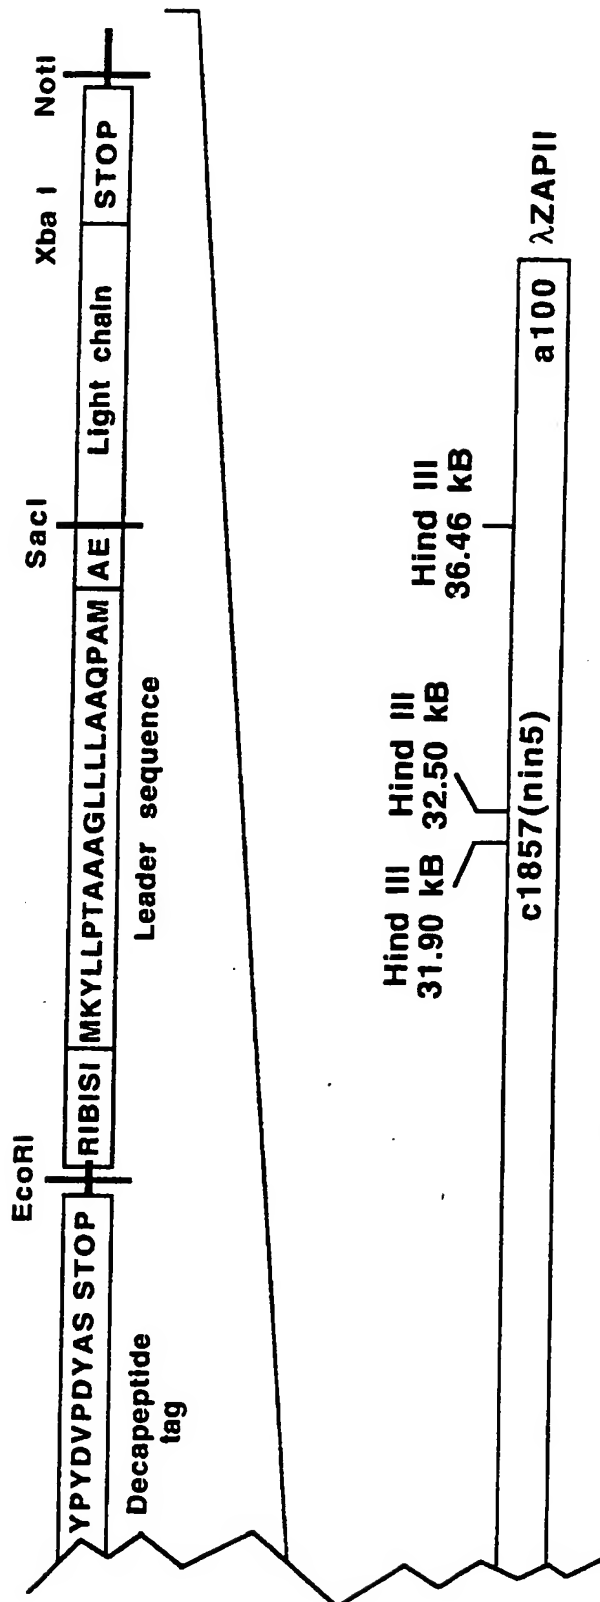 EcoRI
SacI
Xba I
NotI
YPYDVPDYAS STOP
RIBISI
MKYLLPTAAAGLLLLAAQPAM
AE
Light chain
STOP
Decapeptide
tag
Leader sequence
Hind III
31.90 kB
Hind III
32.50 kB
Hind III
36.46 kB
c1857(nin5)
a100
λZAPII